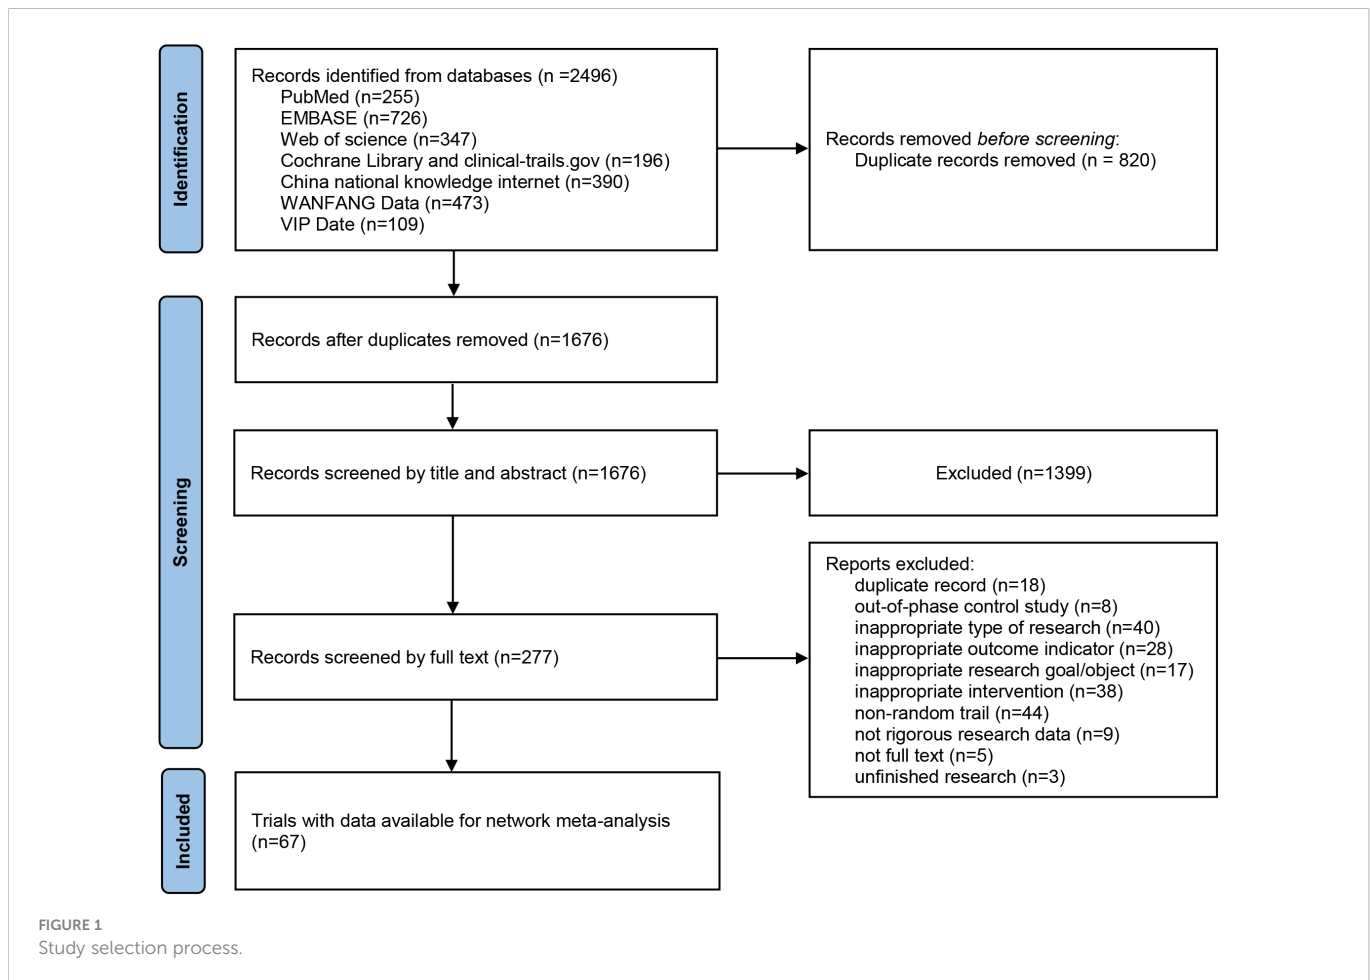 Identification
Records identified from databases (n =2496)
PubMed (n=255)
EMBASE (n=726)
Web of science (n=347)
Cochrane Library and clinical-trails.gov (n=196)
China national knowledge internet (n=390)
WANFANG Data (n=473)
VIP Date (n=109)
Records removed before screening:
Duplicate records removed (n = 820)
Screening
Records after duplicates removed (n=1676)
Records screened by title and abstract (n=1676)
Excluded (n=1399)
Records screened by full text (n=277)
Reports excluded:
duplicate record (n=18)
out-of-phase control study (n=8)
inappropriate type of research (n=40)
inappropriate outcome indicator (n=28)
inappropriate research goal/object (n=17)
inappropriate intervention (n=38)
non-random trail (n=44)
not rigorous research data (n=9)
not full text (n=5)
unfinished research (n=3)
Included
Trials with data available for network meta-analysis
(n=67)
FIGURE 1
Study selection process.